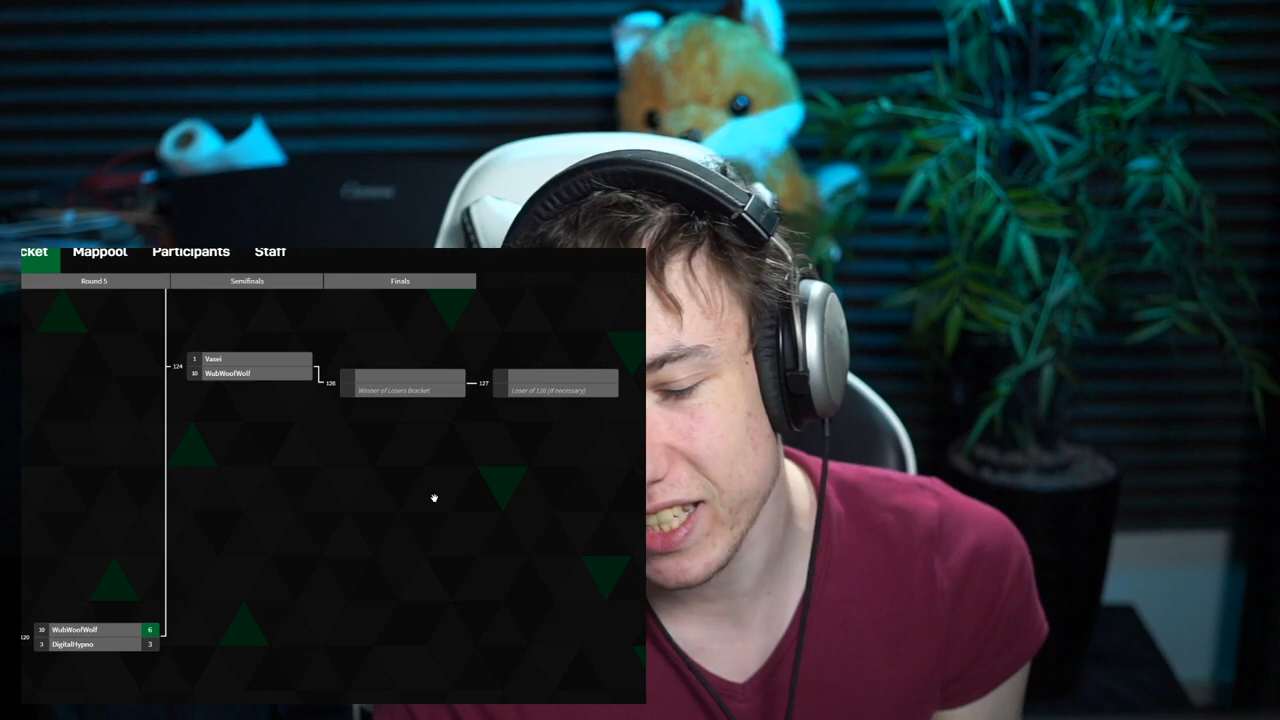 cket Mappool Participants Staff
Round 5 Semifinals Finals
124
1 Vaxei
10 WubWoofWolf
126
Winner of Losers Bracket
127
Loser of 126 (if necessary)
120
10 WubWoofWolf 6
3 DigitalHypno 3